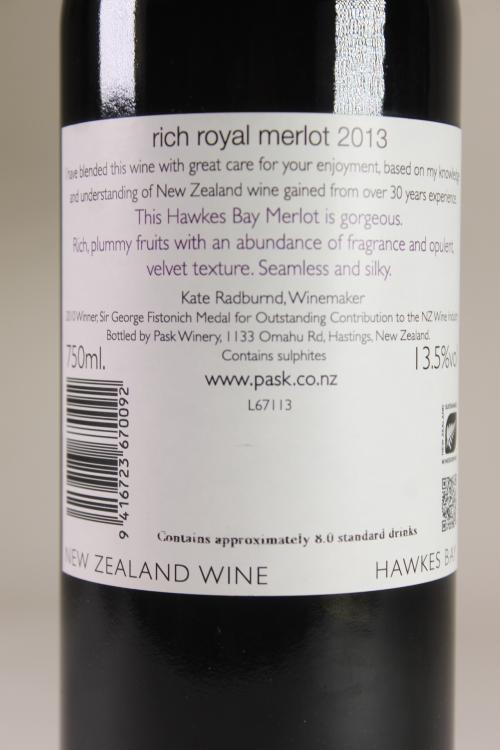 rich royal merlot 2013
I have blended this wine with great care for your enjoyment, based on my knowledge
and understanding of New Zealand wine gained from over 30 years experience.
This Hawkes Bay Merlot is gorgeous.
Rich, plummy fruits with an abundance of fragrance and opulent,
velvet texture. Seamless and silky.
Kate Radburnd, Winemaker
2010 Winner, Sir George Fistonich Medal for Outstanding Contribution to the NZ Wine
Bottled by Pask Winery, 1133 Omahu Rd, Hastings, New Zealand.
750ml.
Contains sulphites
13.5%vo
www.pask.co.nz
L67113
9 416723 670092
Contains approximately 8.0 standard drinks
NEW ZEALAND WINE
HAWKES BAY